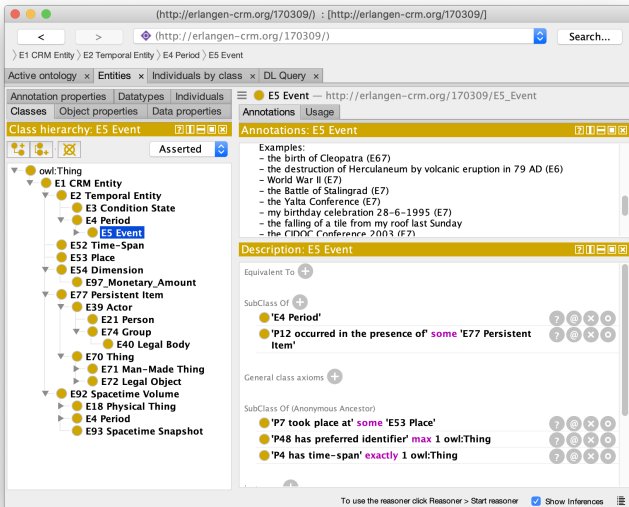 (http://erlangen-crm.org/170309/) : [http://erlangen-crm.org/170309/]
< > (http://erlangen-crm.org/170309/) Search...
E1 CRM Entity E2 Temporal Entity E4 Period E5 Event
Active ontology × Entities × Individuals by class × DL Query ×
Annotation properties Datatypes Individuals
Classes Object properties Data properties
Class hierarchy: E5 Event
Asserted
owl:Thing
E1 CRM Entity
E2 Temporal Entity
E3 Condition State
E4 Period
E5 Event
E52 Time-Span
E53 Place
E54 Dimension
E97_Monetary_Amount
E77 Persistent Item
E39 Actor
E21 Person
E74 Group
E40 Legal Body
E70 Thing
E71 Man-Made Thing
E72 Legal Object
E92 Spacetime Volume
E18 Physical Thing
E4 Period
E93 Spacetime Snapshot
E5 Event — http://erlangen-crm.org/170309/E5_Event
Annotations Usage
Annotations: E5 Event
Examples:
- the birth of Cleopatra (E67)
- the destruction of Herculaneum by volcanic eruption in 79 AD (E6)
- World War II (E7)
- the Battle of Stalingrad (E7)
- the Yalta Conference (E7)
- my birthday celebration 28-6-1995 (E7)
- the falling of a tile from my roof last Sunday
- the CIDOC Conference 2003 (E7)
Description: E5 Event
Equivalent To
SubClass Of
'E4 Period'
'P12 occurred in the presence of' some 'E77 Persistent
Item'
General class axioms
SubClass Of (Anonymous Ancestor)
'P7 took place at' some 'E53 Place'
'P48 has preferred identifier' max 1 owl:Thing
'P4 has time-span' exactly 1 owl:Thing
To use the reasoner click Reasoner > Start reasoner Show Inferences